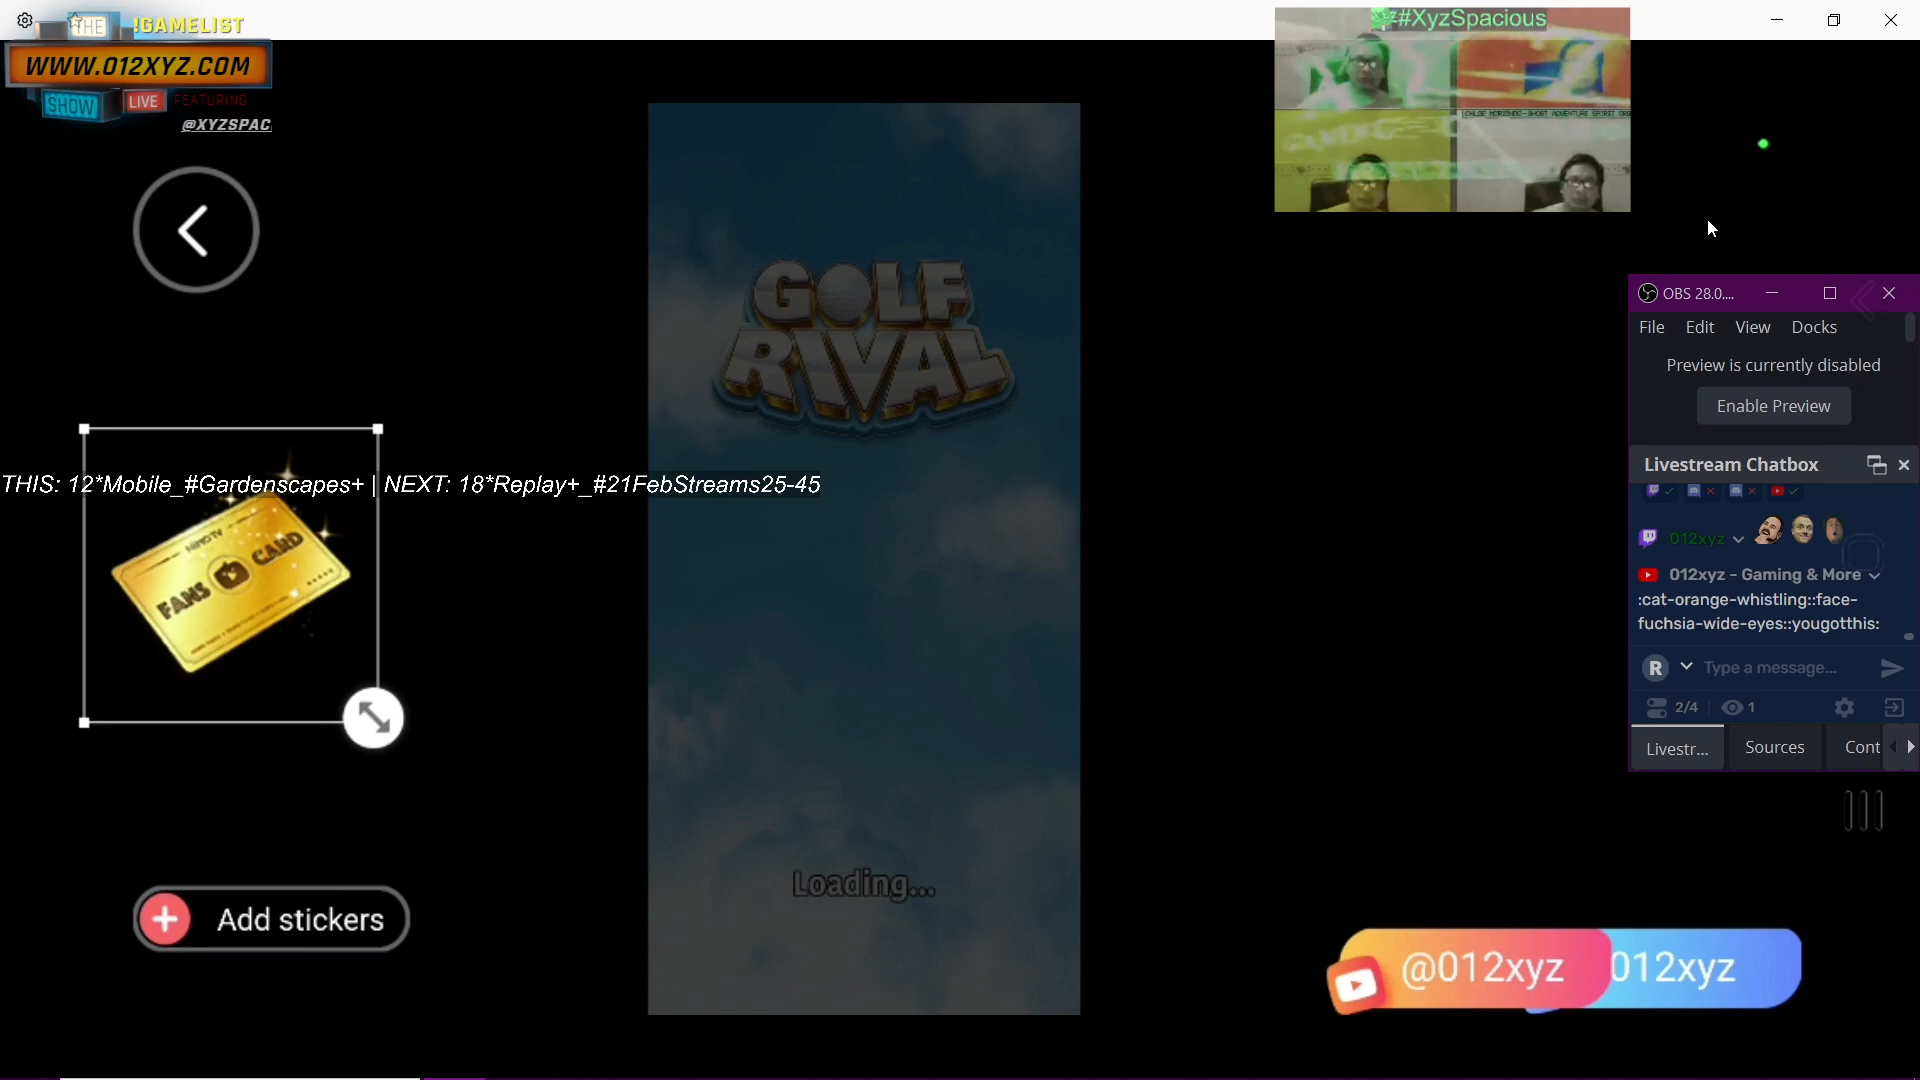 THE !GAMELIST
WWW.012XYZ.COM
SHOW LIVE FEATURING
@XYZSPAC
##XyzSpacious
OBS 28.0....
File Edit View Docks
Preview is currently disabled
Enable Preview
GOLF
RIVAL
Livestream Chatbox
THIS: 12*Mobile_#Gardenscapes+ | NEXT: 18*Replay+_#21FebStreams25-45
NIMO TV
FANS CARD
012xyz
012xyz - Gaming & More
:cat-orange-whistling::face-
fuchsia-wide-eyes::yougotthis:
R Type a message...
2/4 1
Livestr... Sources Cont
Loading...
Add stickers
@012xyz 012xyz